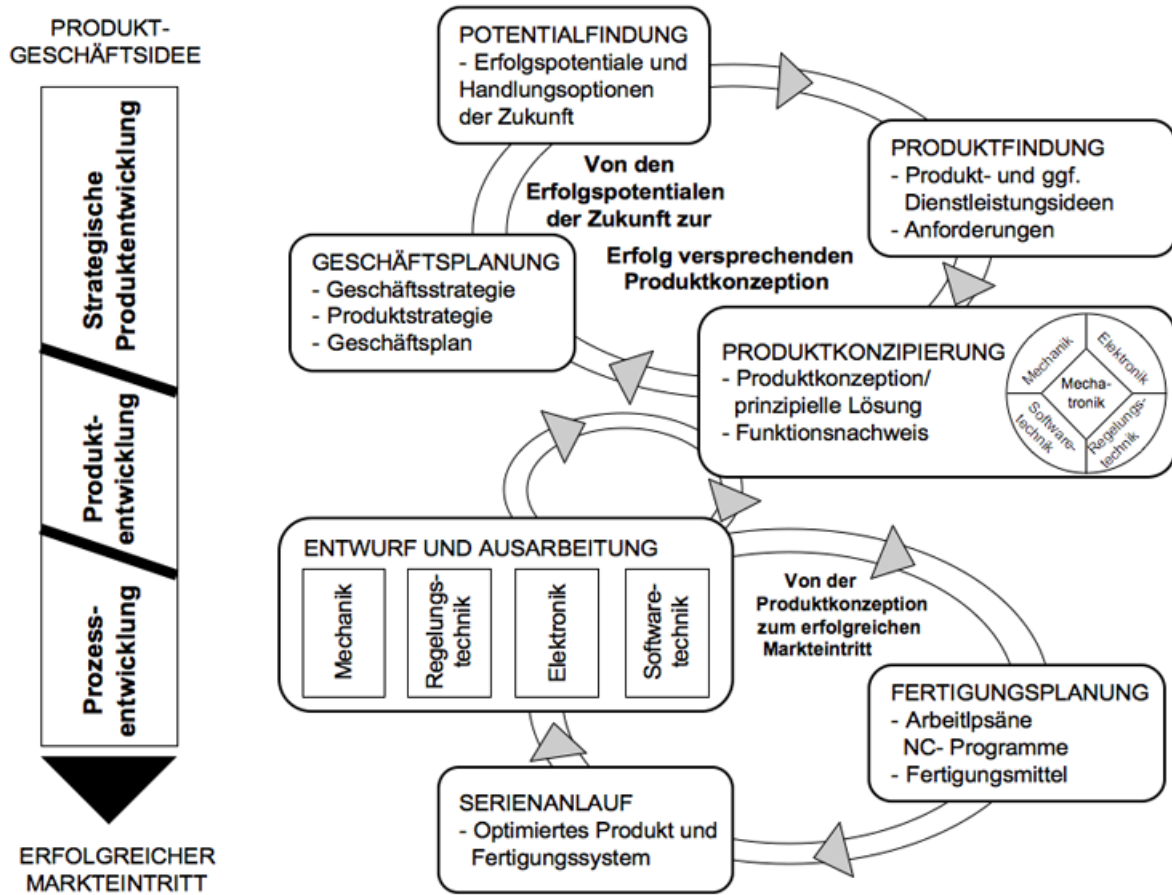 PRODUKT-
GESCHÄFTSIDEE
Strategische
Produktentwicklung
Produkt-
entwicklung
Prozess-
entwicklung
ERFOLGREICHER
MARKTEINTRITT
POTENTIALFINDUNG
- Erfolgspotentiale und
Handlungsoptionen
der Zukunft
PRODUKTFINDUNG
- Produkt- und ggf.
Dienstleistungsideen
- Anforderungen
Von den
Erfolgspotentialen
der Zukunft zur
Erfolg versprechenden
Produktkonzeption
GESCHÄFTSPLANUNG
- Geschäftsstrategie
- Produktstrategie
- Geschäftsplan
PRODUKTKONZIPIERUNG
- Produktkonzeption/
prinzipielle Lösung
- Funktionsnachweis
Mechanik
Elektronik
Mecha-
tronik
Software-
technik
Regelungs-
technik
ENTWURF UND AUSARBEITUNG
Mechanik
Regelungs-
technik
Elektronik
Software-
technik
Von der
Produktkonzeption
zum erfolgreichen
Markteintritt
FERTIGUNGSPLANUNG
- Arbeitlpsäne
NC- Programme
- Fertigungsmittel
SERIENANLAUF
- Optimiertes Produkt und
Fertigungssystem